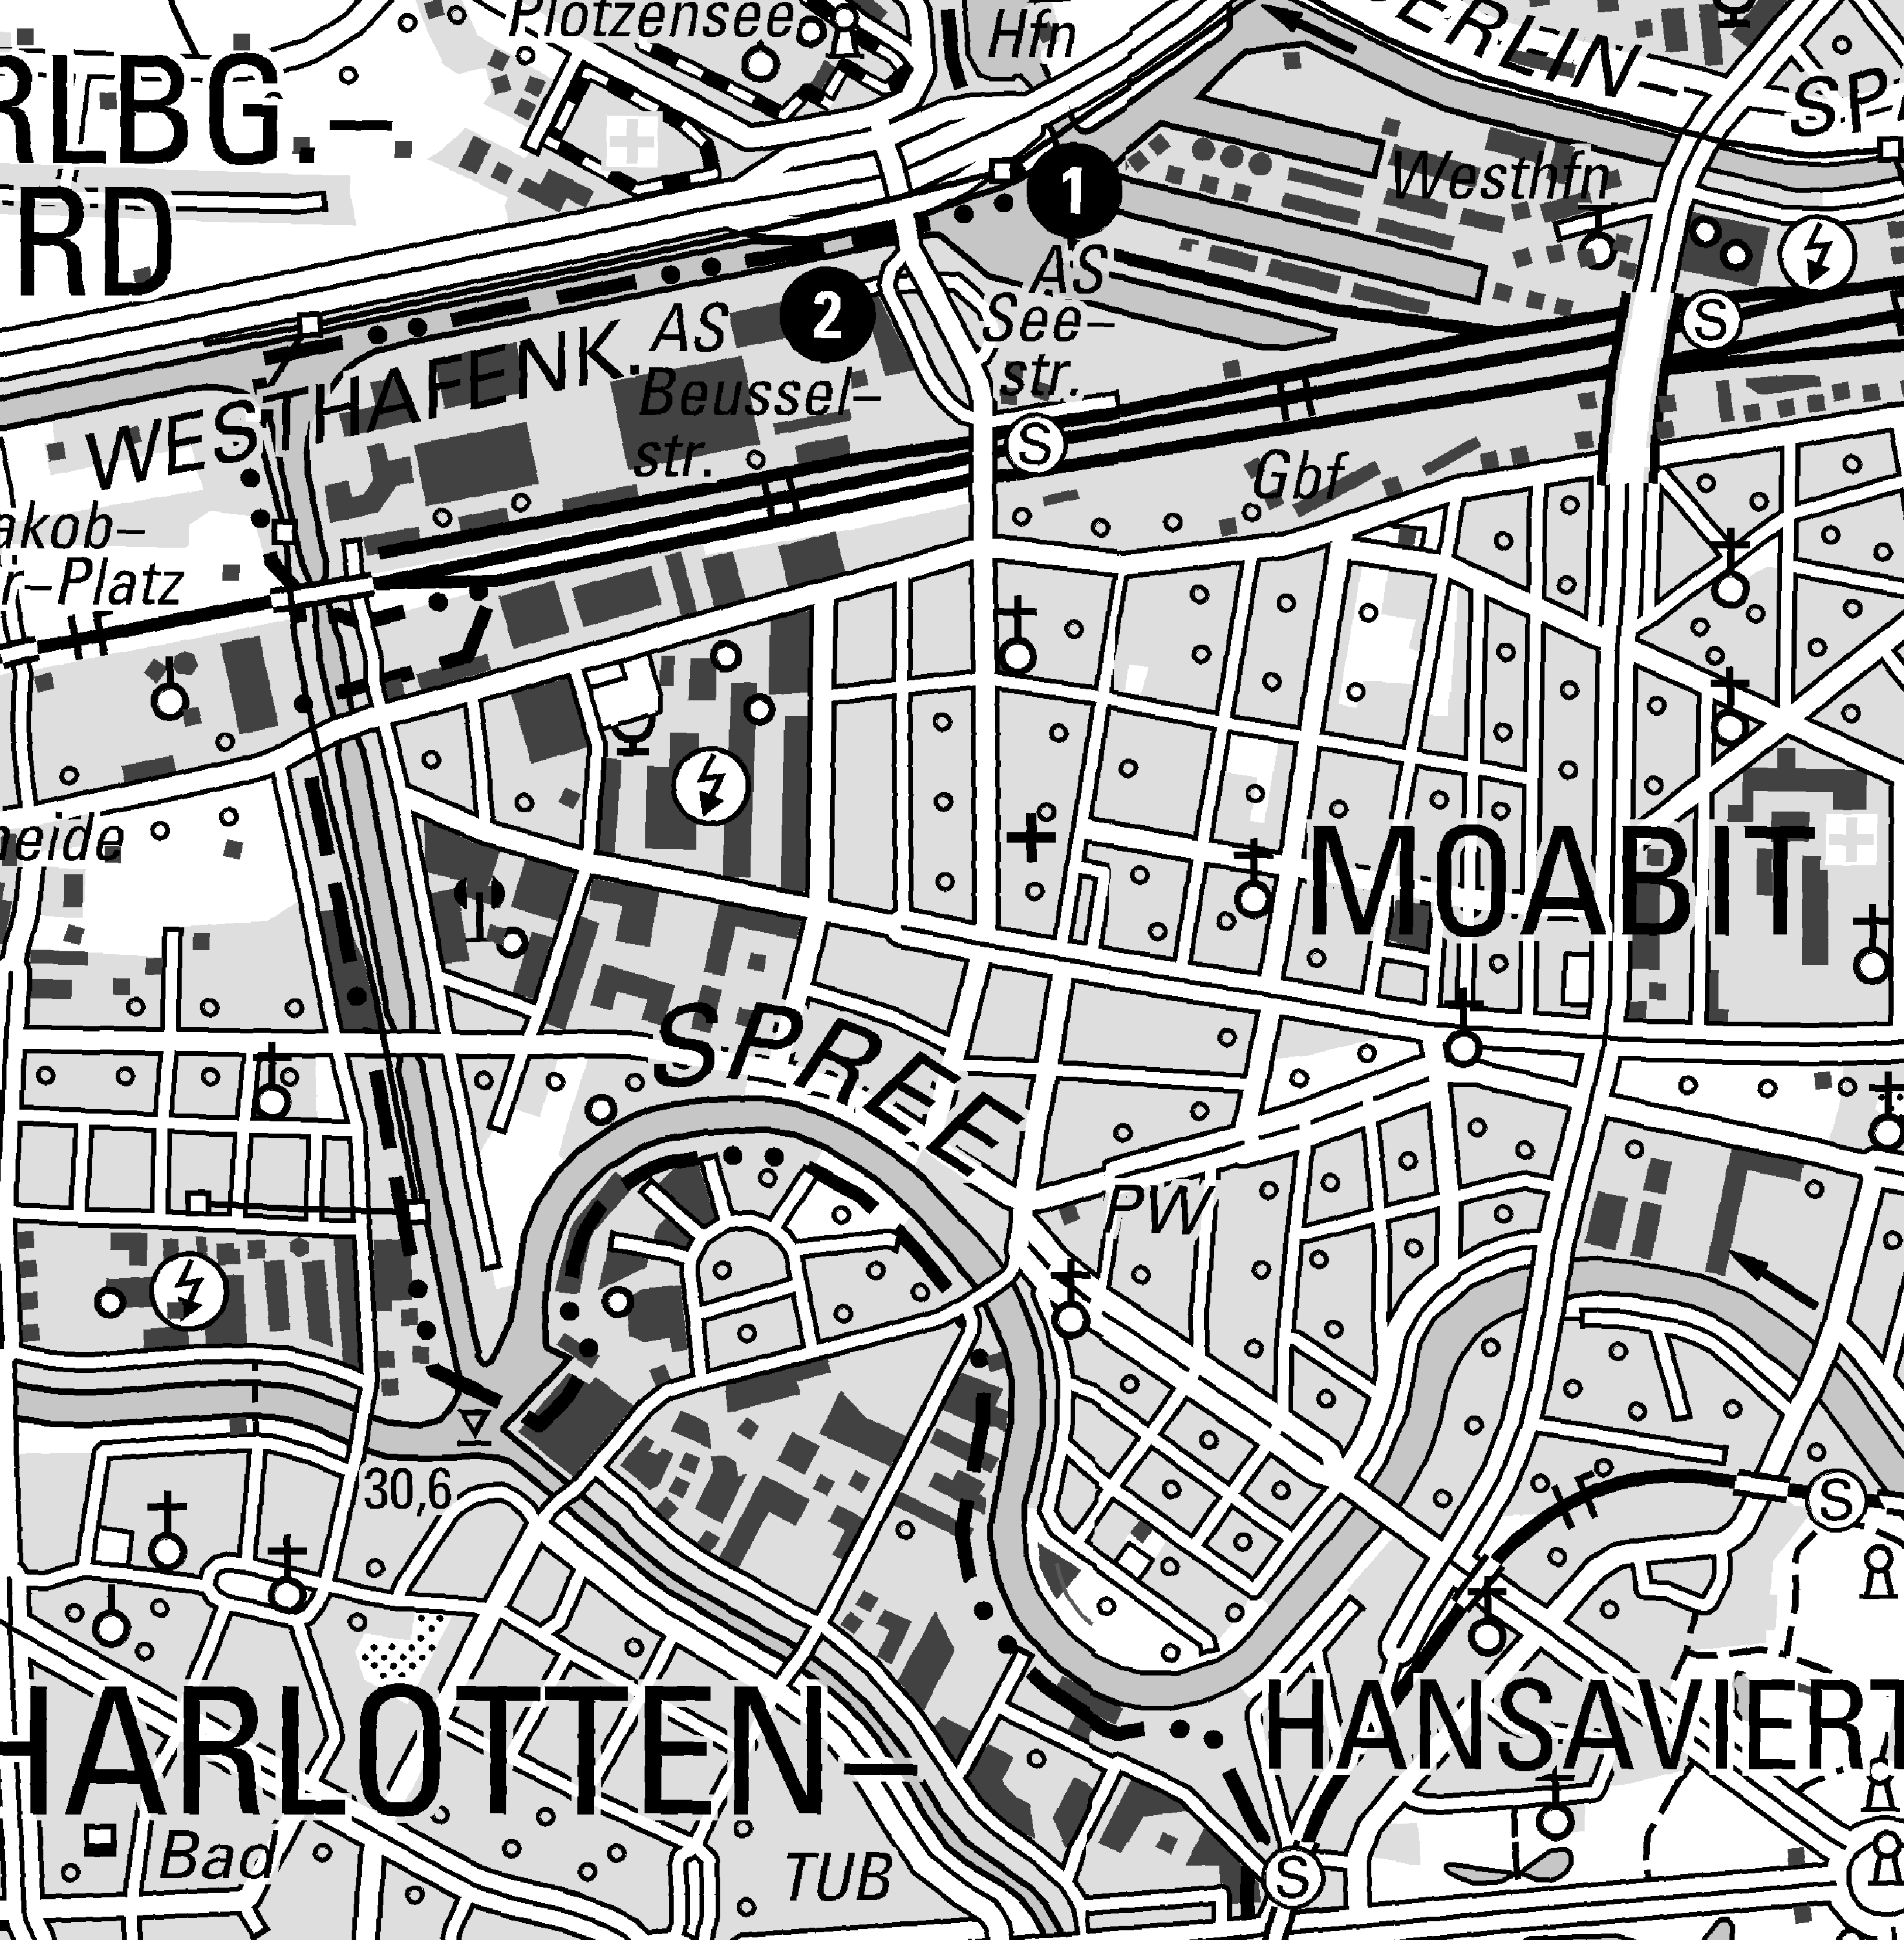 Plötzensee
Hfn
BERLIN–
SP
RLBG.–
RD
1
Westhfn
AS
See–
str.
2
AS
Beussel–
str.
S
WESTHAFENK.
S
Gbf
akob–
r–Platz
MOABIT
heide
SPREE
PW
30,6
S
HANSAVIERT
HARLOTTEN–
Bad
TUB
S